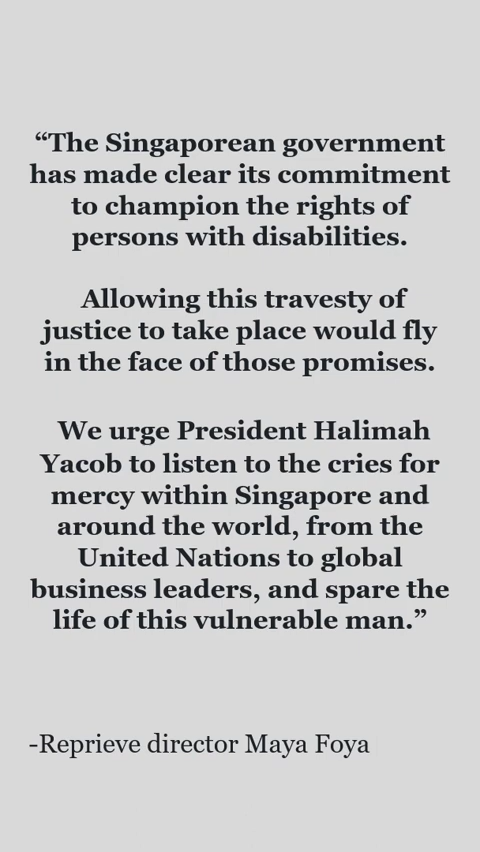 “The Singaporean government
has made clear its commitment
to champion the rights of
persons with disabilities.
Allowing this travesty of
justice to take place would fly
in the face of those promises.
We urge President Halimah
Yacob to listen to the cries for
mercy within Singapore and
around the world, from the
United Nations to global
business leaders, and spare the
life of this vulnerable man.”
-Reprieve director Maya Foya